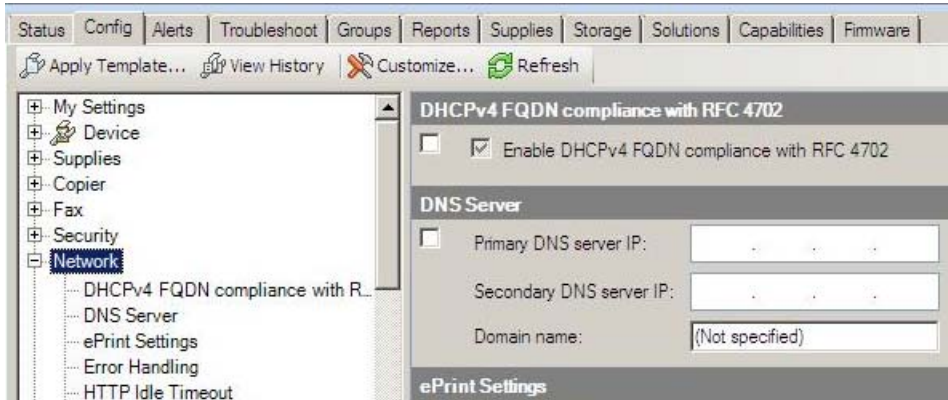 Status Config Alerts Troubleshoot Groups Reports Supplies Storage Solutions Capabilities Firmware
Apply Template... View History Customize... Refresh
My Settings
Device
Supplies
Copier
Fax
Security
Network
DHCPv4 FQDN compliance with R...
DNS Server
ePrint Settings
Error Handling
HTTP Idle Timeout
DHCPv4 FQDN compliance with RFC 4702
Enable DHCPv4 FQDN compliance with RFC 4702
DNS Server
Primary DNS server IP: . . .
Secondary DNS server IP: . . .
Domain name: (Not specified)
ePrint Settings